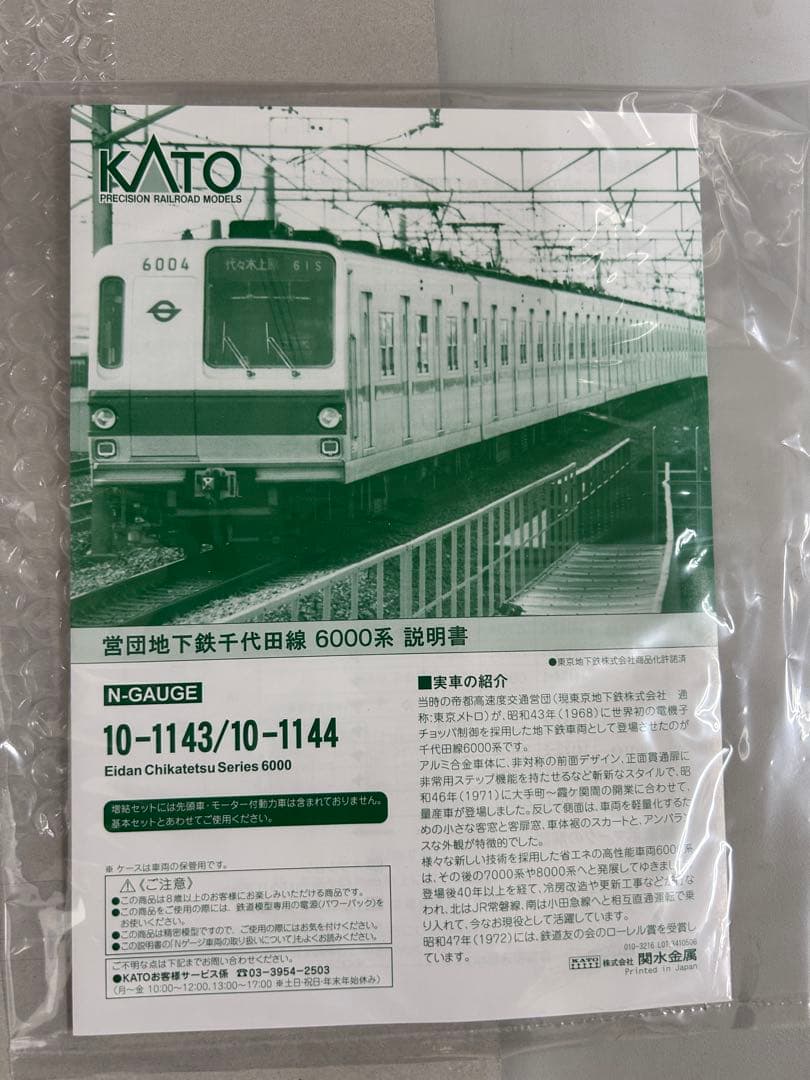 KATO
PRECISION RAILROAD MODELS
6004
代々木上原 61S
営団地下鉄千代田線 6000系 説明書
●東京地下鉄株式会社商品化許諾済
N-GAUGE
10-1143/10-1144
Eidan Chikatetsu Series 6000
増結セットには先頭車・モーター付動力車は含まれておりません。
基本セットとあわせてご使用ください。
※ ケースは車両の保管用です。
⚠《ご注意》
●この商品は8歳以上のお客様にお楽しみいただける商品です。
●この商品をご使用の際には、鉄道模型専用の電源(パワーパック)を
お使いください。
●この商品は精密模型ですので、ご使用の際にはお気を付けください。
●この説明書の「Nゲージ車両の取り扱いについて」もよくお読みください。
ご不明な点は下記までお問い合わせください。
●KATOお客様サービス係 ☎03-3954-2503
(月〜金 10:00〜12:00、13:00〜17:00 ※土日・祝日・年末年始休み)
■実車の紹介
当時の帝都高速度交通営団(現東京地下鉄株式会社 通
称:東京メトロ)が、昭和43年(1968)に世界初の電機子
チョッパ制御を採用した地下鉄車両として登場させたのが
千代田線6000系です。
アルミ合金車体に、非対称の前面デザイン、正面貫通扉に
非常用ステップ機能を持たせるなど斬新なスタイルで、昭
和46年(1971)に大手町〜霞ケ関間の開業に合わせて、
量産車が登場しました。反して側面は、車両を軽量化するた
めの小さな客窓と客扉窓、車体裾のスカートと、アンバラン
スな外観が特徴的でした。
様々な新しい技術を採用した省エネの高性能車両6000系
は、その後の7000系や8000系へと発展してゆきました。
登場後40年以上を経て、冷房改造や更新工事などが行な
われ、北はJR常磐線、南は小田急線へと相互直通運転で乗
り入れて、今なお現役として活躍しています。
昭和47年(1972)には、鉄道友の会のローレル賞を受賞し
ています。
010-3216 L01 1410506
KATO 株式会社 関水金属
Printed in Japan